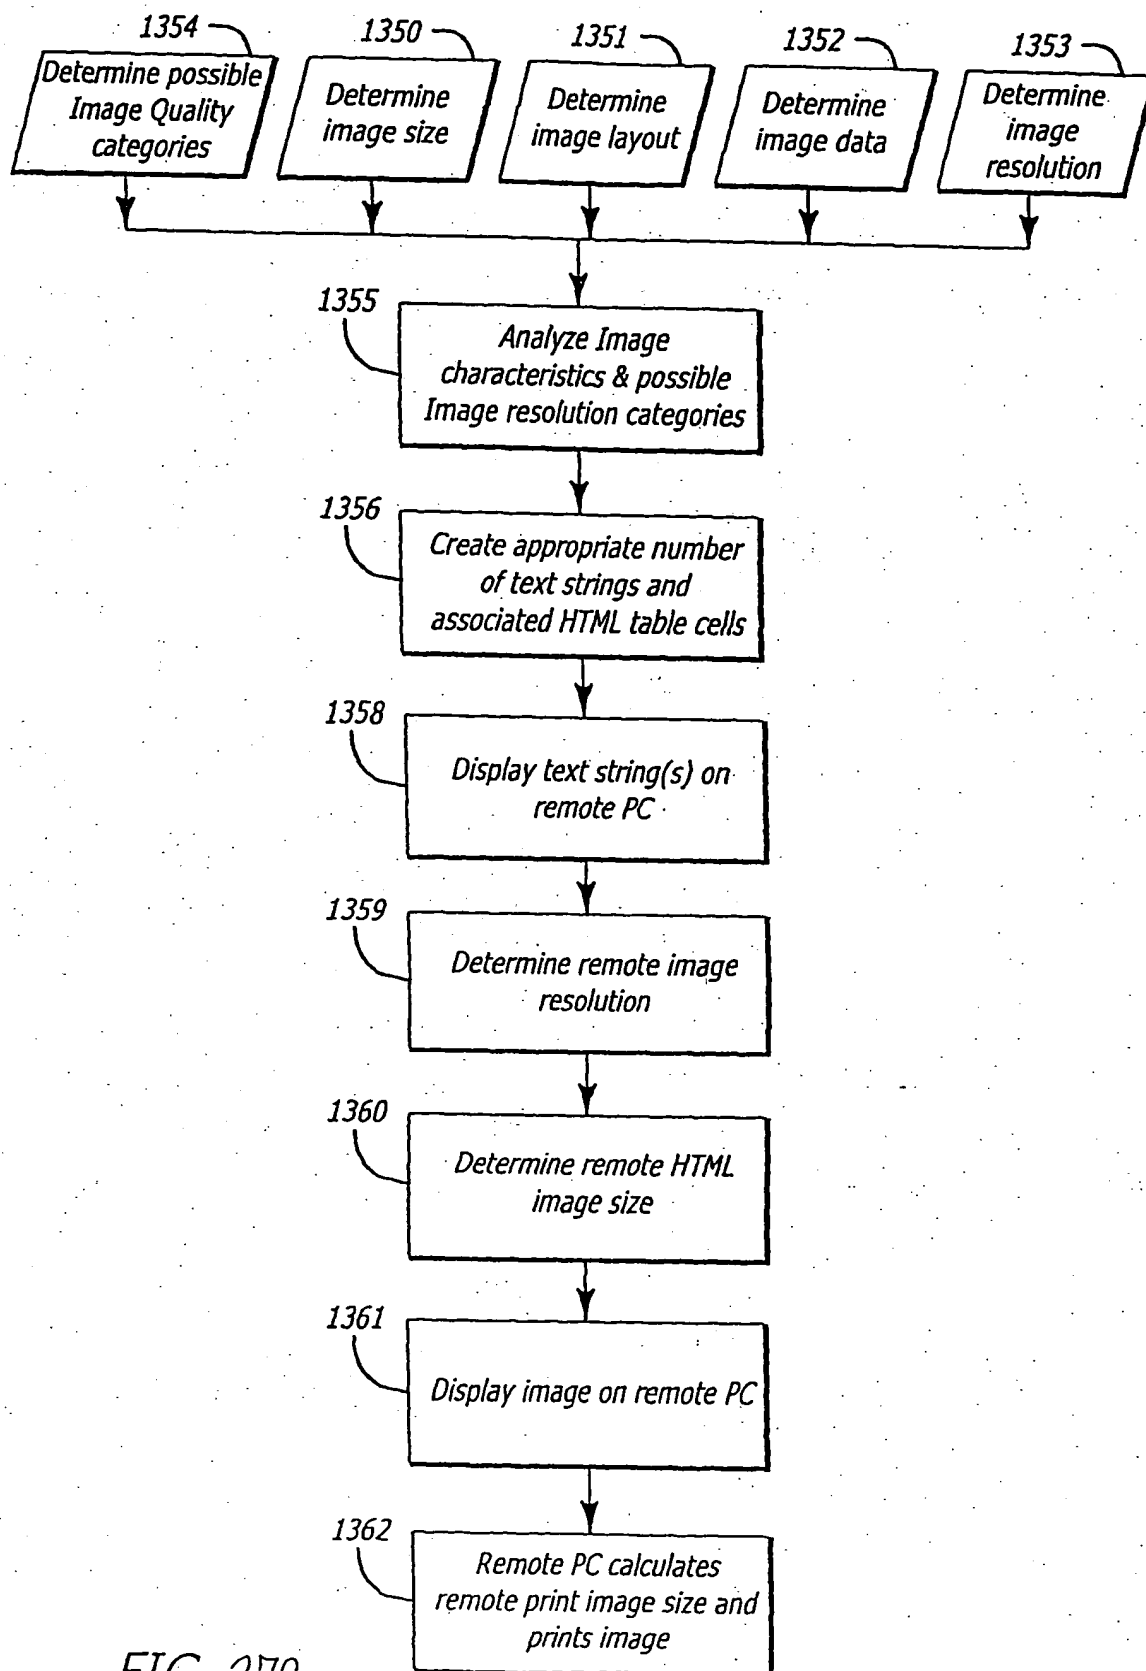 1354
1350
1351
1352
1353
Determine possible
Image Quality
categories
Determine
image size
Determine
image layout
Determine
image data
Determine
image
resolution
1355
Analyze Image
characteristics & possible
Image resolution categories
1356
Create appropriate number
of text strings and
associated HTML table cells
1358
Display text string(s) on
remote PC
1359
Determine remote image
resolution
1360
Determine remote HTML
image size
1361
Display image on remote PC
1362
Remote PC calculates
remote print image size and
prints image
FIG.